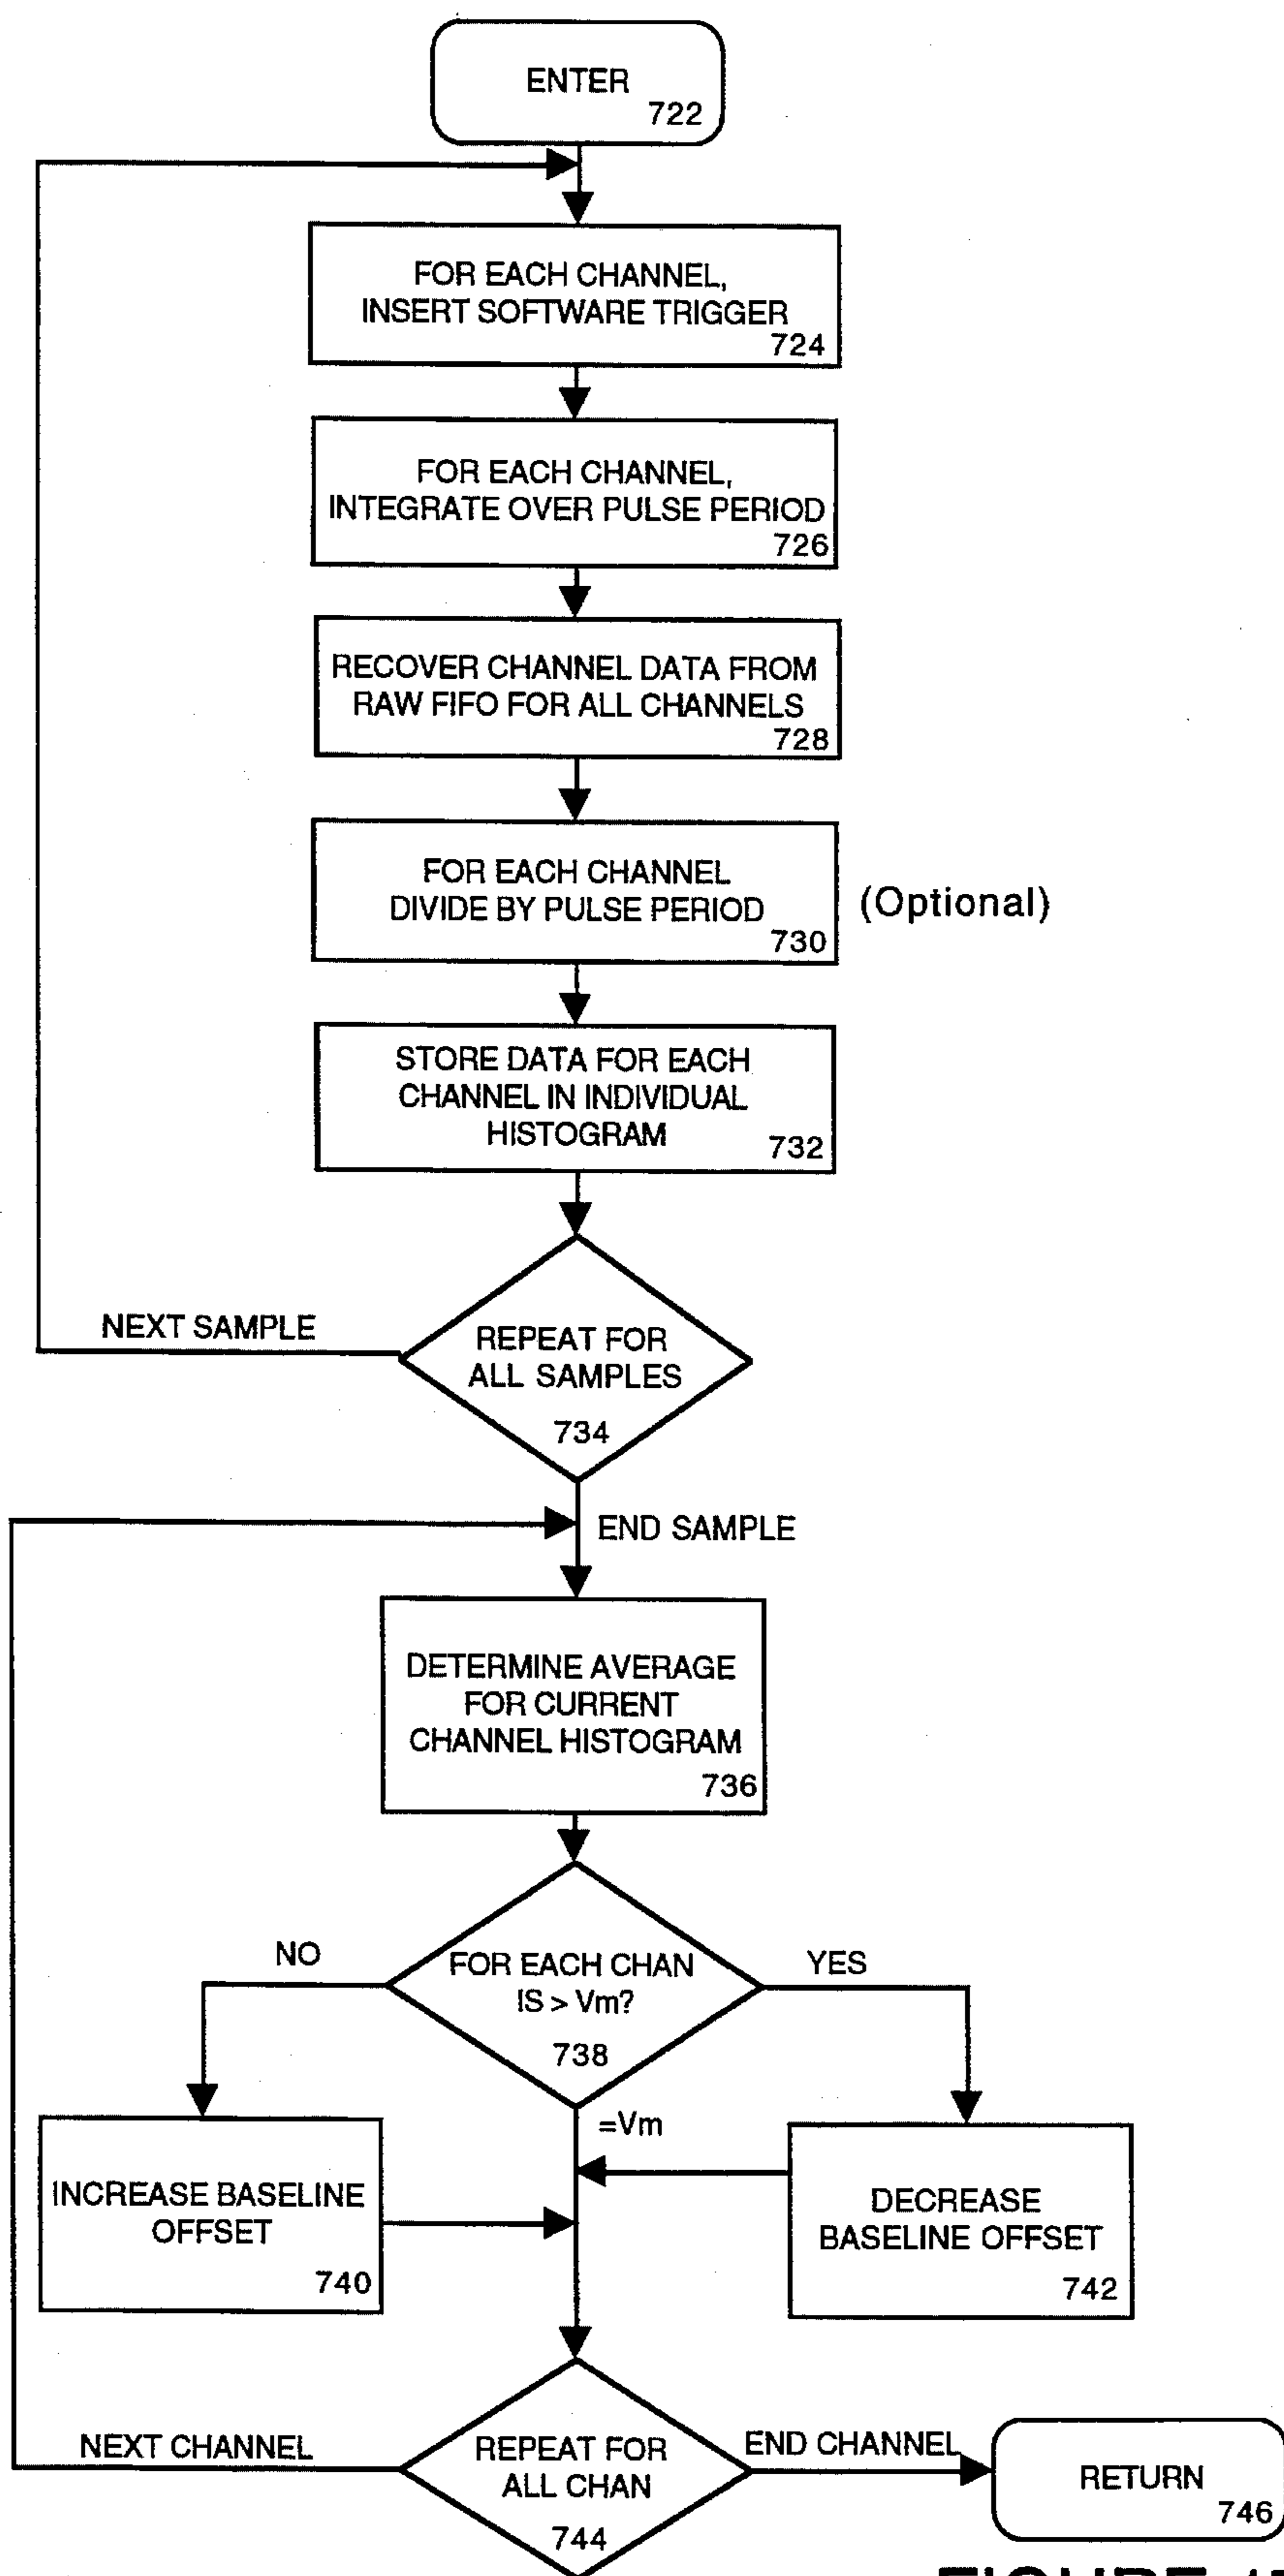 ENTER
722
FOR EACH CHANNEL,
INSERT SOFTWARE TRIGGER
724
FOR EACH CHANNEL,
INTEGRATE OVER PULSE PERIOD
726
RECOVER CHANNEL DATA FROM
RAW FIFO FOR ALL CHANNELS
728
FOR EACH CHANNEL
DIVIDE BY PULSE PERIOD
730
(Optional)
STORE DATA FOR EACH
CHANNEL IN INDIVIDUAL
HISTOGRAM
732
NEXT SAMPLE
REPEAT FOR
ALL SAMPLES
734
END SAMPLE
DETERMINE AVERAGE
FOR CURRENT
CHANNEL HISTOGRAM
736
NO
FOR EACH CHAN
IS > Vm?
738
YES
=Vm
INCREASE BASELINE
OFFSET
740
DECREASE
BASELINE OFFSET
742
NEXT CHANNEL
REPEAT FOR
ALL CHAN
744
END CHANNEL
RETURN
746
FIGURE